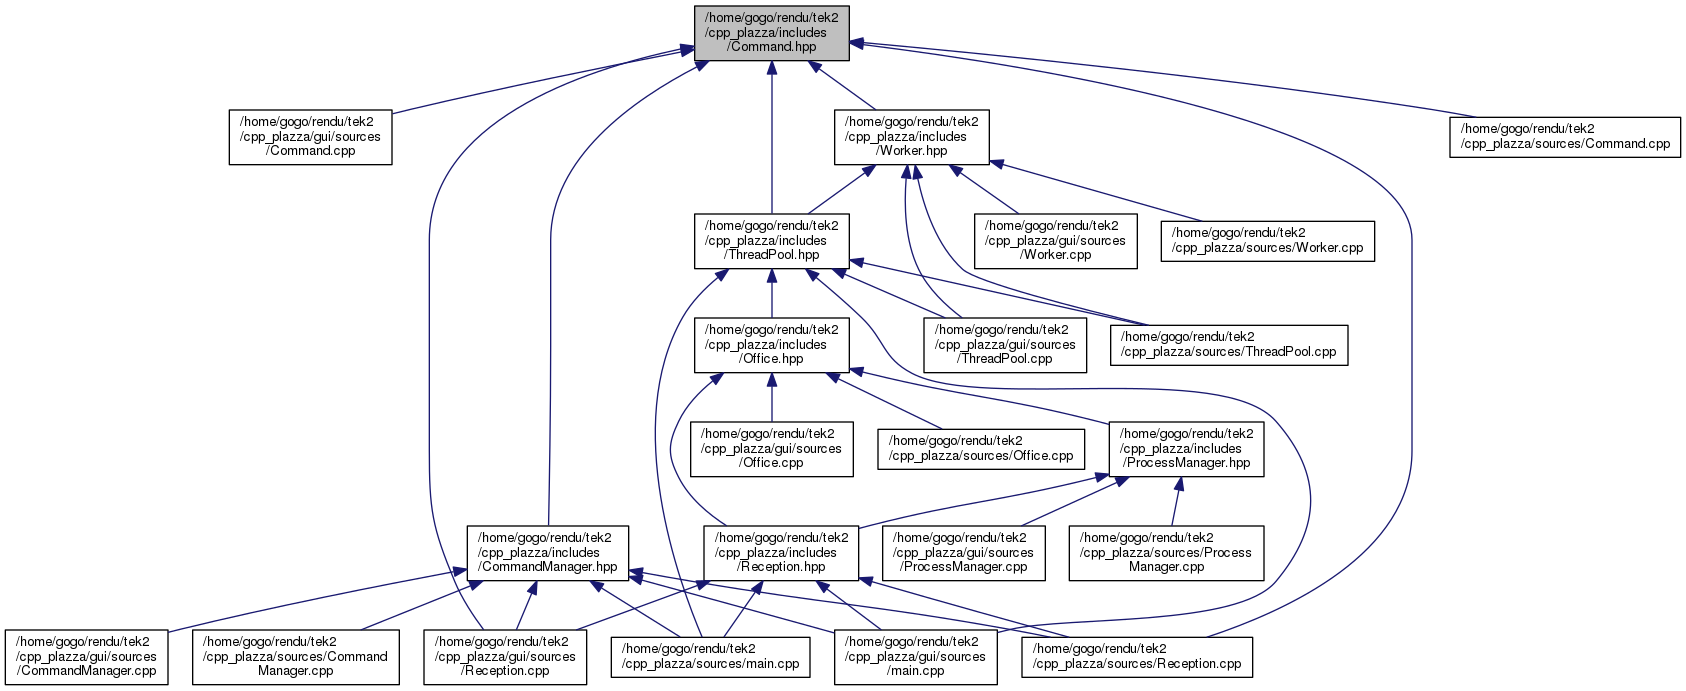 /home/gogo/rendu/tek2
/cpp_plazza/includes
/Command.hpp
/home/gogo/rendu/tek2
/cpp_plazza/gui/sources
/Command.cpp
/home/gogo/rendu/tek2
/cpp_plazza/includes
/Worker.hpp
/home/gogo/rendu/tek2
/cpp_plazza/sources/Command.cpp
/home/gogo/rendu/tek2
/cpp_plazza/includes
/ThreadPool.hpp
/home/gogo/rendu/tek2
/cpp_plazza/gui/sources
/Worker.cpp
/home/gogo/rendu/tek2
/cpp_plazza/sources/Worker.cpp
/home/gogo/rendu/tek2
/cpp_plazza/includes
/Office.hpp
/home/gogo/rendu/tek2
/cpp_plazza/gui/sources
/ThreadPool.cpp
/home/gogo/rendu/tek2
/cpp_plazza/sources/ThreadPool.cpp
/home/gogo/rendu/tek2
/cpp_plazza/gui/sources
/Office.cpp
/home/gogo/rendu/tek2
/cpp_plazza/sources/Office.cpp
/home/gogo/rendu/tek2
/cpp_plazza/includes
/ProcessManager.hpp
/home/gogo/rendu/tek2
/cpp_plazza/includes
/CommandManager.hpp
/home/gogo/rendu/tek2
/cpp_plazza/includes
/Reception.hpp
/home/gogo/rendu/tek2
/cpp_plazza/gui/sources
/ProcessManager.cpp
/home/gogo/rendu/tek2
/cpp_plazza/sources/Process
Manager.cpp
/home/gogo/rendu/tek2
/cpp_plazza/gui/sources
/CommandManager.cpp
/home/gogo/rendu/tek2
/cpp_plazza/sources/Command
Manager.cpp
/home/gogo/rendu/tek2
/cpp_plazza/gui/sources
/Reception.cpp
/home/gogo/rendu/tek2
/cpp_plazza/sources/main.cpp
/home/gogo/rendu/tek2
/cpp_plazza/gui/sources
/main.cpp
/home/gogo/rendu/tek2
/cpp_plazza/sources/Reception.cpp